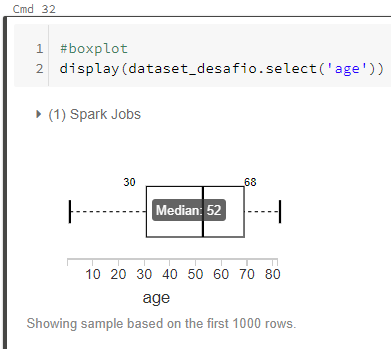 Cmd 32
1 #boxplot
2 display(dataset_desafio.select('age'))
(1) Spark Jobs
30 68
Median: 52
10 20 30 40 50 60 70 80
age
Showing sample based on the first 1000 rows.